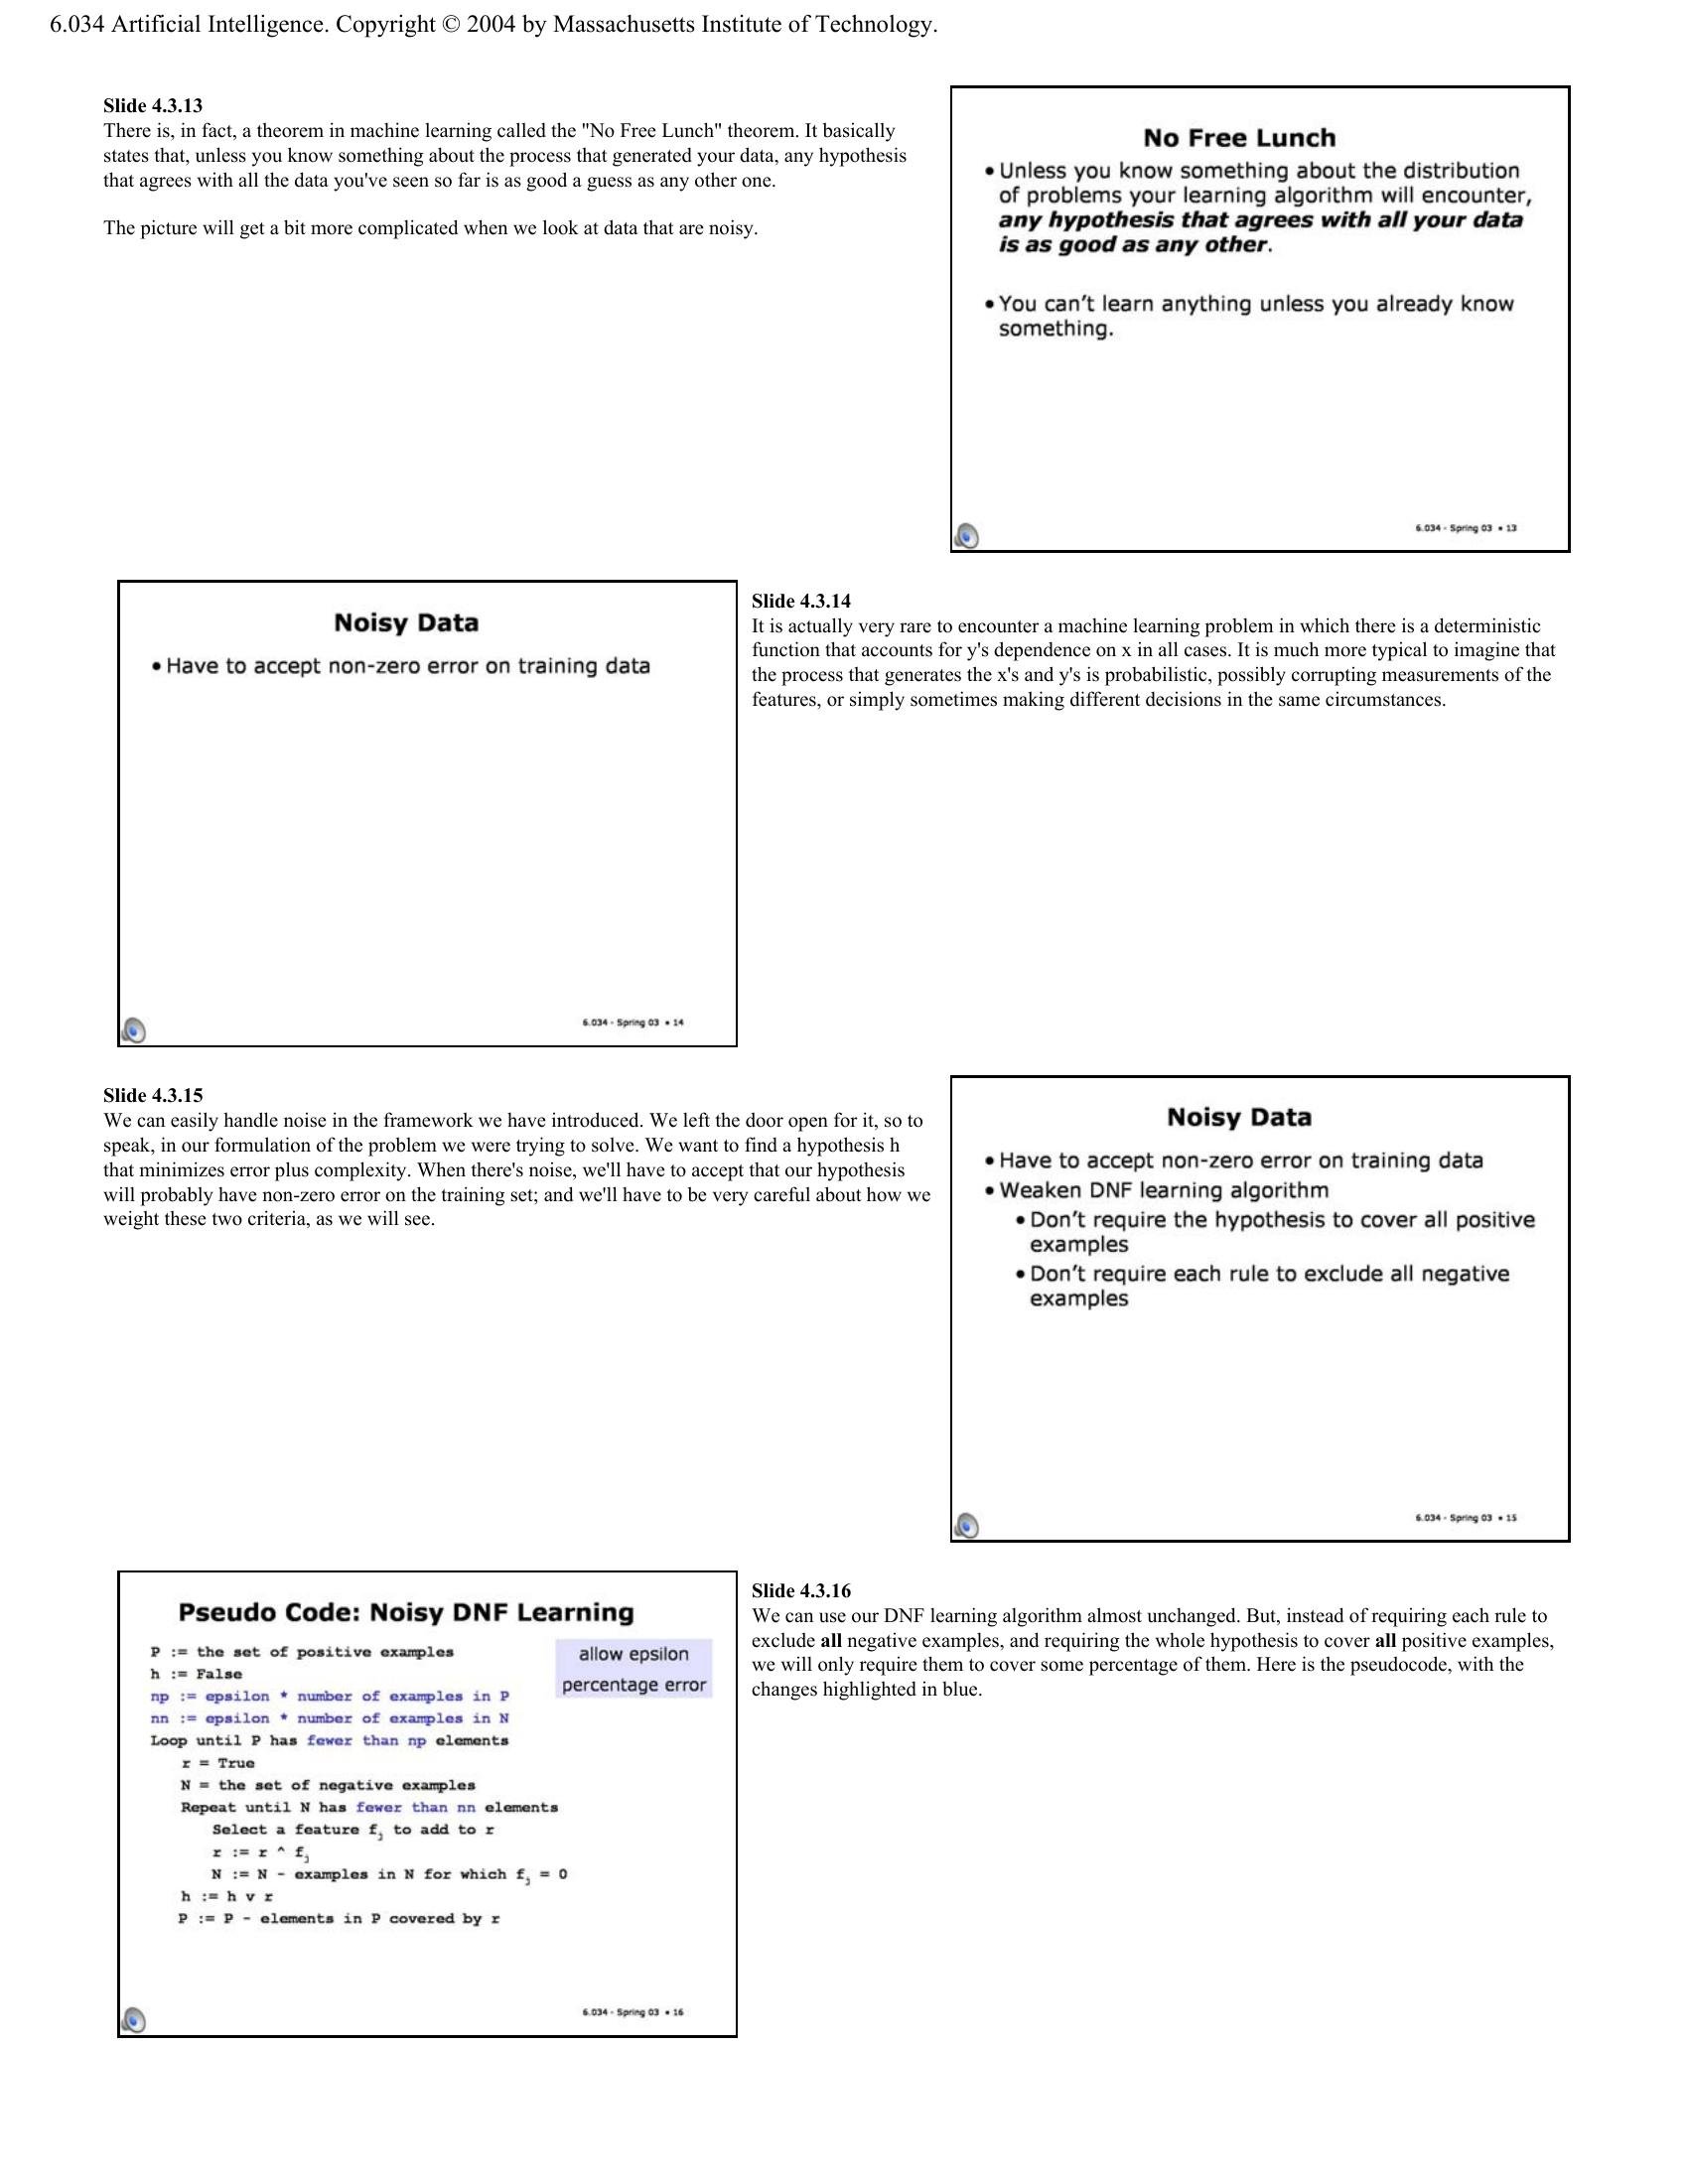 6.034 Artificial Intelligence. Copyright © 2004 by Massachusetts Institute of Technology.
Slide 4.3.13
There is, in fact, a theorem in machine learning called the "No Free Lunch" theorem. It basically
states that, unless you know something about the process that generated your data, any hypothesis
that agrees with all the data you've seen so far is as good a guess as any other one.
The picture will get a bit more complicated when we look at data that are noisy.
No Free Lunch
• Unless you know something about the distribution
of problems your learning algorithm will encounter,
any hypothesis that agrees with all your data
is as good as any other.
• You can't learn anything unless you already know
something.
6.034 - Spring 03 • 13
Noisy Data
• Have to accept non-zero error on training data
6.034 - Spring 03 • 14
Slide 4.3.14
It is actually very rare to encounter a machine learning problem in which there is a deterministic
function that accounts for y's dependence on x in all cases. It is much more typical to imagine that
the process that generates the x's and y's is probabilistic, possibly corrupting measurements of the
features, or simply sometimes making different decisions in the same circumstances.
Slide 4.3.15
We can easily handle noise in the framework we have introduced. We left the door open for it, so to
speak, in our formulation of the problem we were trying to solve. We want to find a hypothesis h
that minimizes error plus complexity. When there's noise, we'll have to accept that our hypothesis
will probably have non-zero error on the training set; and we'll have to be very careful about how we
weight these two criteria, as we will see.
Noisy Data
• Have to accept non-zero error on training data
• Weaken DNF learning algorithm
• Don't require the hypothesis to cover all positive
examples
• Don't require each rule to exclude all negative
examples
6.034 - Spring 03 • 15
Pseudo Code: Noisy DNF Learning
allow epsilon
percentage error
P := the set of positive examples
h := False
np := epsilon * number of examples in P
nn := epsilon * number of examples in N
Loop until P has fewer than np elements
r = True
N = the set of negative examples
Repeat until N has fewer than nn elements
Select a feature fj to add to r
r := r ^ fj
N := N - examples in N for which fj = 0
h := h v r
P := P - elements in P covered by r
6.034 - Spring 03 • 16
Slide 4.3.16
We can use our DNF learning algorithm almost unchanged. But, instead of requiring each rule to
exclude all negative examples, and requiring the whole hypothesis to cover all positive examples,
we will only require them to cover some percentage of them. Here is the pseudocode, with the
changes highlighted in blue.